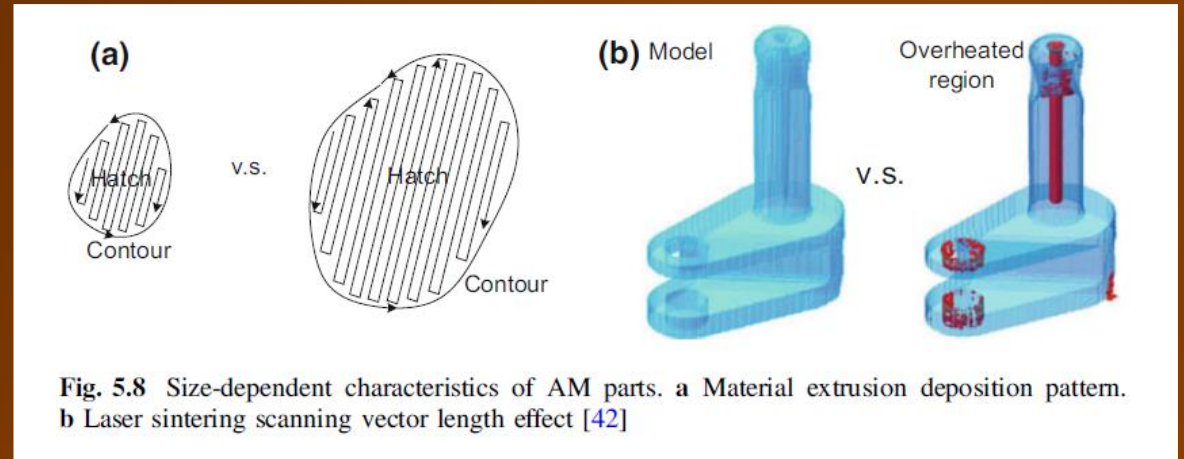 (a)
Hatch
Contour
v.s.
Hatch
Contour
(b) Model
v.s.
Overheated
region
Fig. 5.8 Size-dependent characteristics of AM parts. a Material extrusion deposition pattern.
b Laser sintering scanning vector length effect [42]